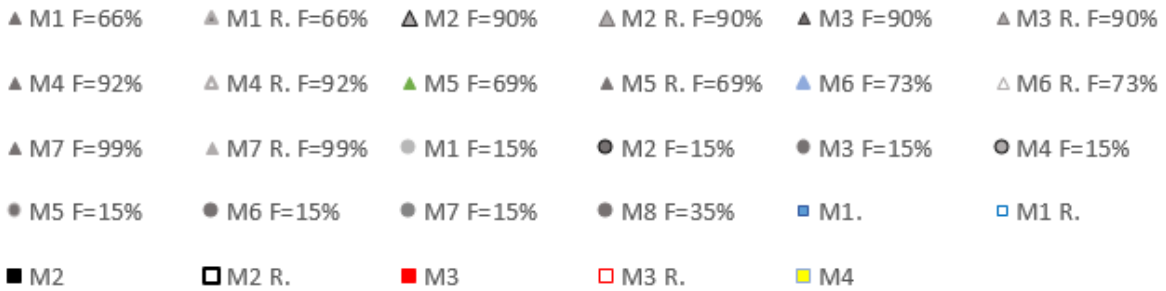 M1 F=66% M1 R. F=66% M2 F=90% M2 R. F=90% M3 F=90% M3 R. F=90%
M4 F=92% M4 R. F=92% M5 F=69% M5 R. F=69% M6 F=73% M6 R. F=73%
M7 F=99% M7 R. F=99% M1 F=15% M2 F=15% M3 F=15% M4 F=15%
M5 F=15% M6 F=15% M7 F=15% M8 F=35% M1. M1 R.
M2 M2 R. M3 M3 R. M4